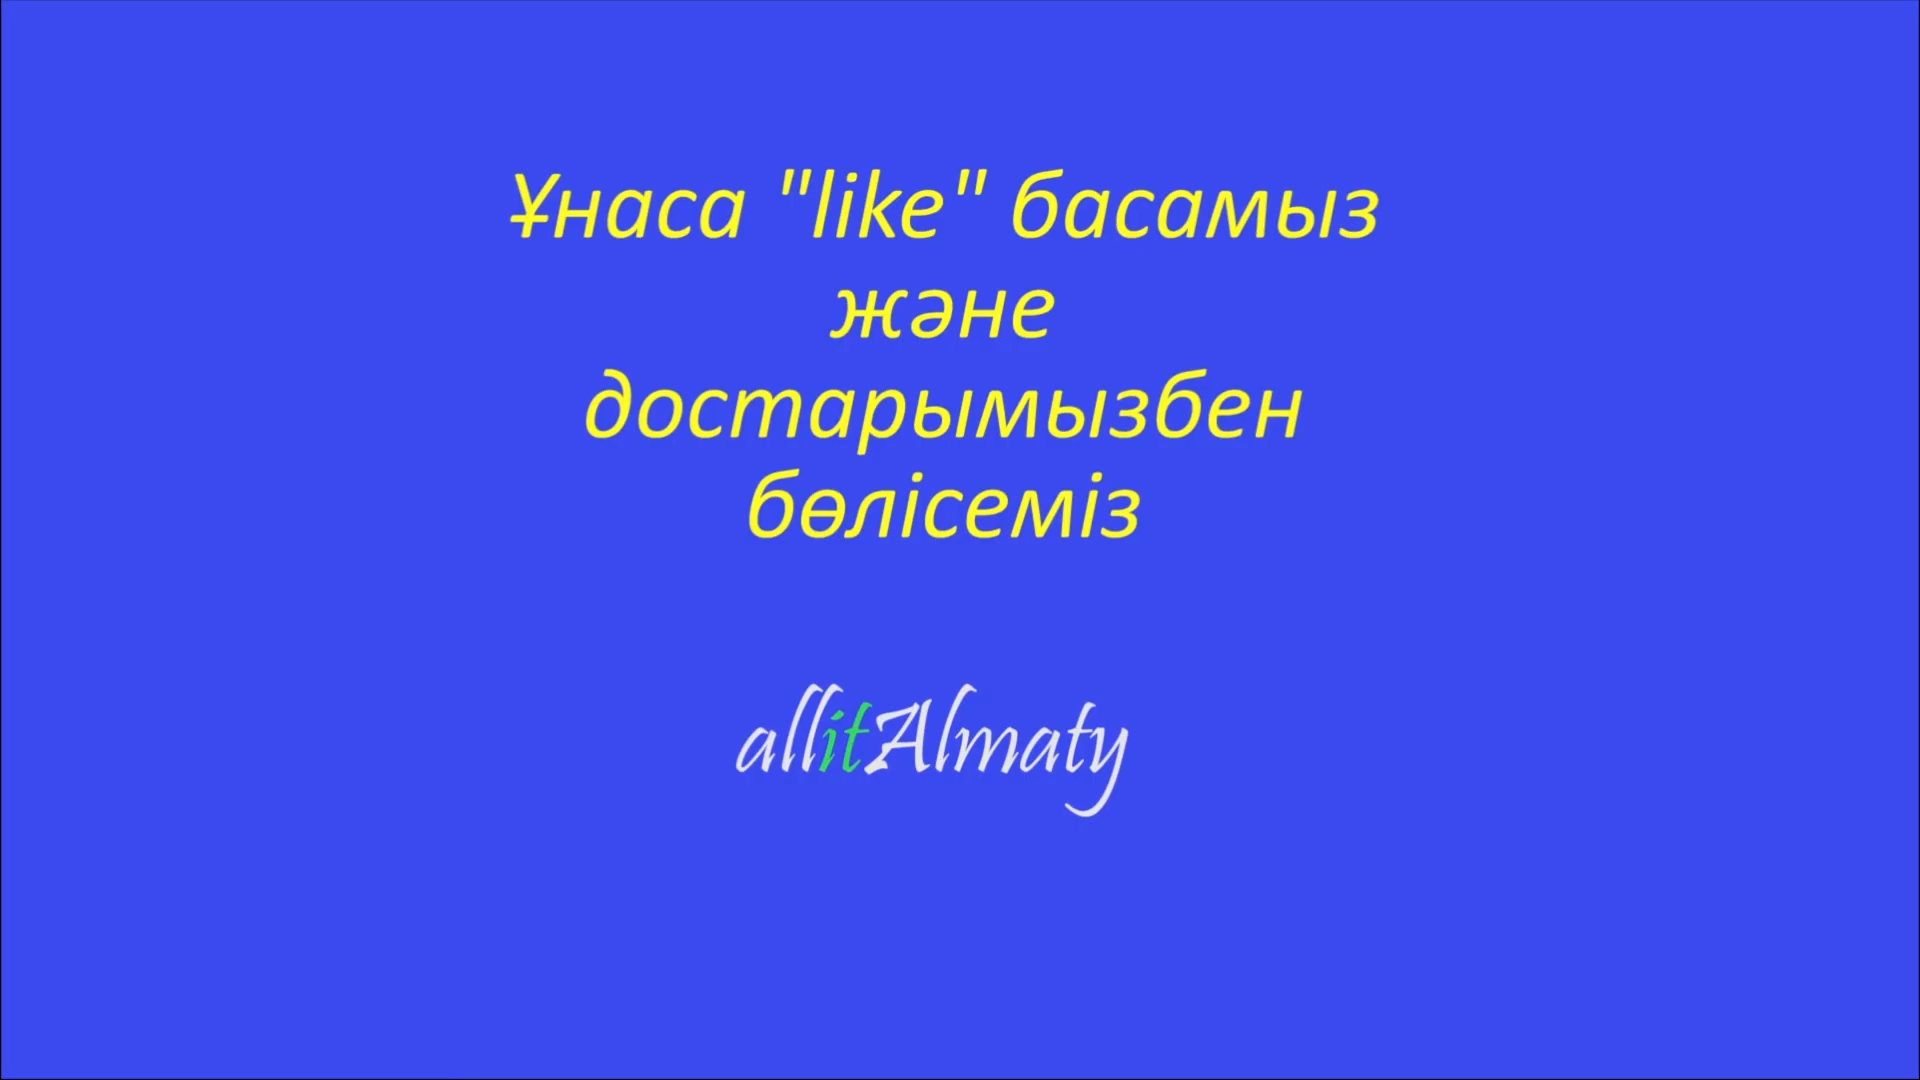 Ұнаса "like" басамыз
және
достарымызбен
бөлісеміз
allitAlmaty